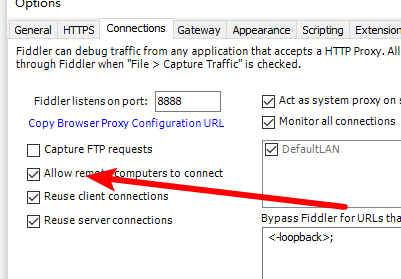 Options
General HTTPS Connections Gateway Appearance Scripting Extension
Fiddler can debug traffic from any application that accepts a HTTP Proxy. All
through Fiddler when "File > Capture Traffic" is checked.
Fiddler listens on port: 8888
Copy Browser Proxy Configuration URL
Capture FTP requests
Allow remote computers to connect
Reuse client connections
Reuse server connections
Act as system proxy on s
Monitor all connections
DefaultLAN
Bypass Fiddler for URLs tha
<-loopback>;